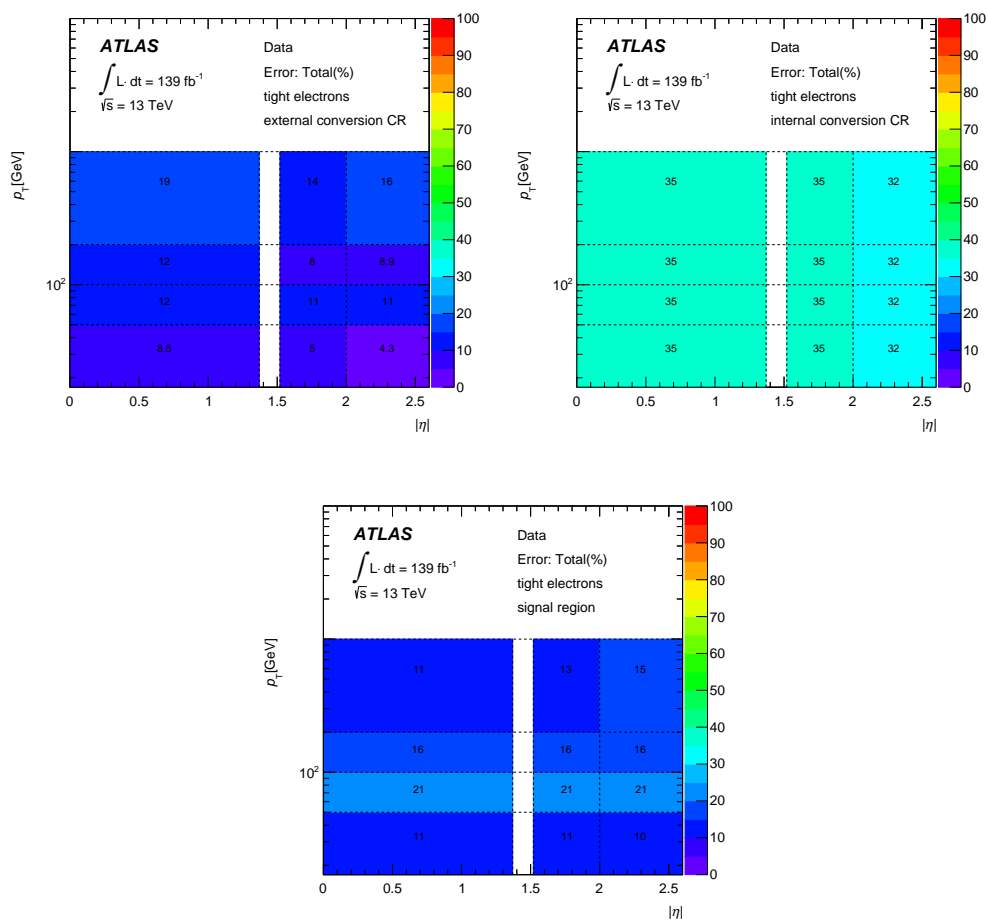 ATLAS
∫ L· dt = 139 fb⁻¹
√s = 13 TeV
Data
Error: Total(%)
tight electrons
external conversion CR
p_T[GeV]
10²
19 14 16
12 8 8.9
12 11 11
8.5 5 4.3
0 0.5 1 1.5 2 2.5
|η|
100
90
80
70
60
50
40
30
20
10
0
ATLAS
∫ L· dt = 139 fb⁻¹
√s = 13 TeV
Data
Error: Total(%)
tight electrons
internal conversion CR
p_T[GeV]
10²
35 35 32
35 35 32
35 35 32
35 35 32
0 0.5 1 1.5 2 2.5
|η|
100
90
80
70
60
50
40
30
20
10
0
ATLAS
∫ L· dt = 139 fb⁻¹
√s = 13 TeV
Data
Error: Total(%)
tight electrons
signal region
p_T[GeV]
10²
11 13 15
16 16 16
21 21 21
11 11 10
0 0.5 1 1.5 2 2.5
|η|
100
90
80
70
60
50
40
30
20
10
0